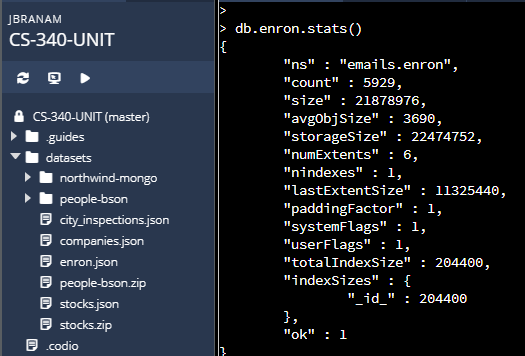 JBRANAM
CS-340-UNIT
CS-340-UNIT (master)
.guides
datasets
northwind-mongo
people-bson
city_inspections.json
companies.json
enron.json
people-bson.zip
stocks.json
stocks.zip
.codio
>
> db.enron.stats()
{
"ns" : "emails.enron",
"count" : 5929,
"size" : 21878976,
"avgObjSize" : 3690,
"storageSize" : 22474752,
"numExtents" : 6,
"nindexes" : 1,
"lastExtentSize" : 11325440,
"paddingFactor" : 1,
"systemFlags" : 1,
"userFlags" : 1,
"totalIndexSize" : 204400,
"indexSizes" : {
"_id_" : 204400
},
"ok" : 1
}